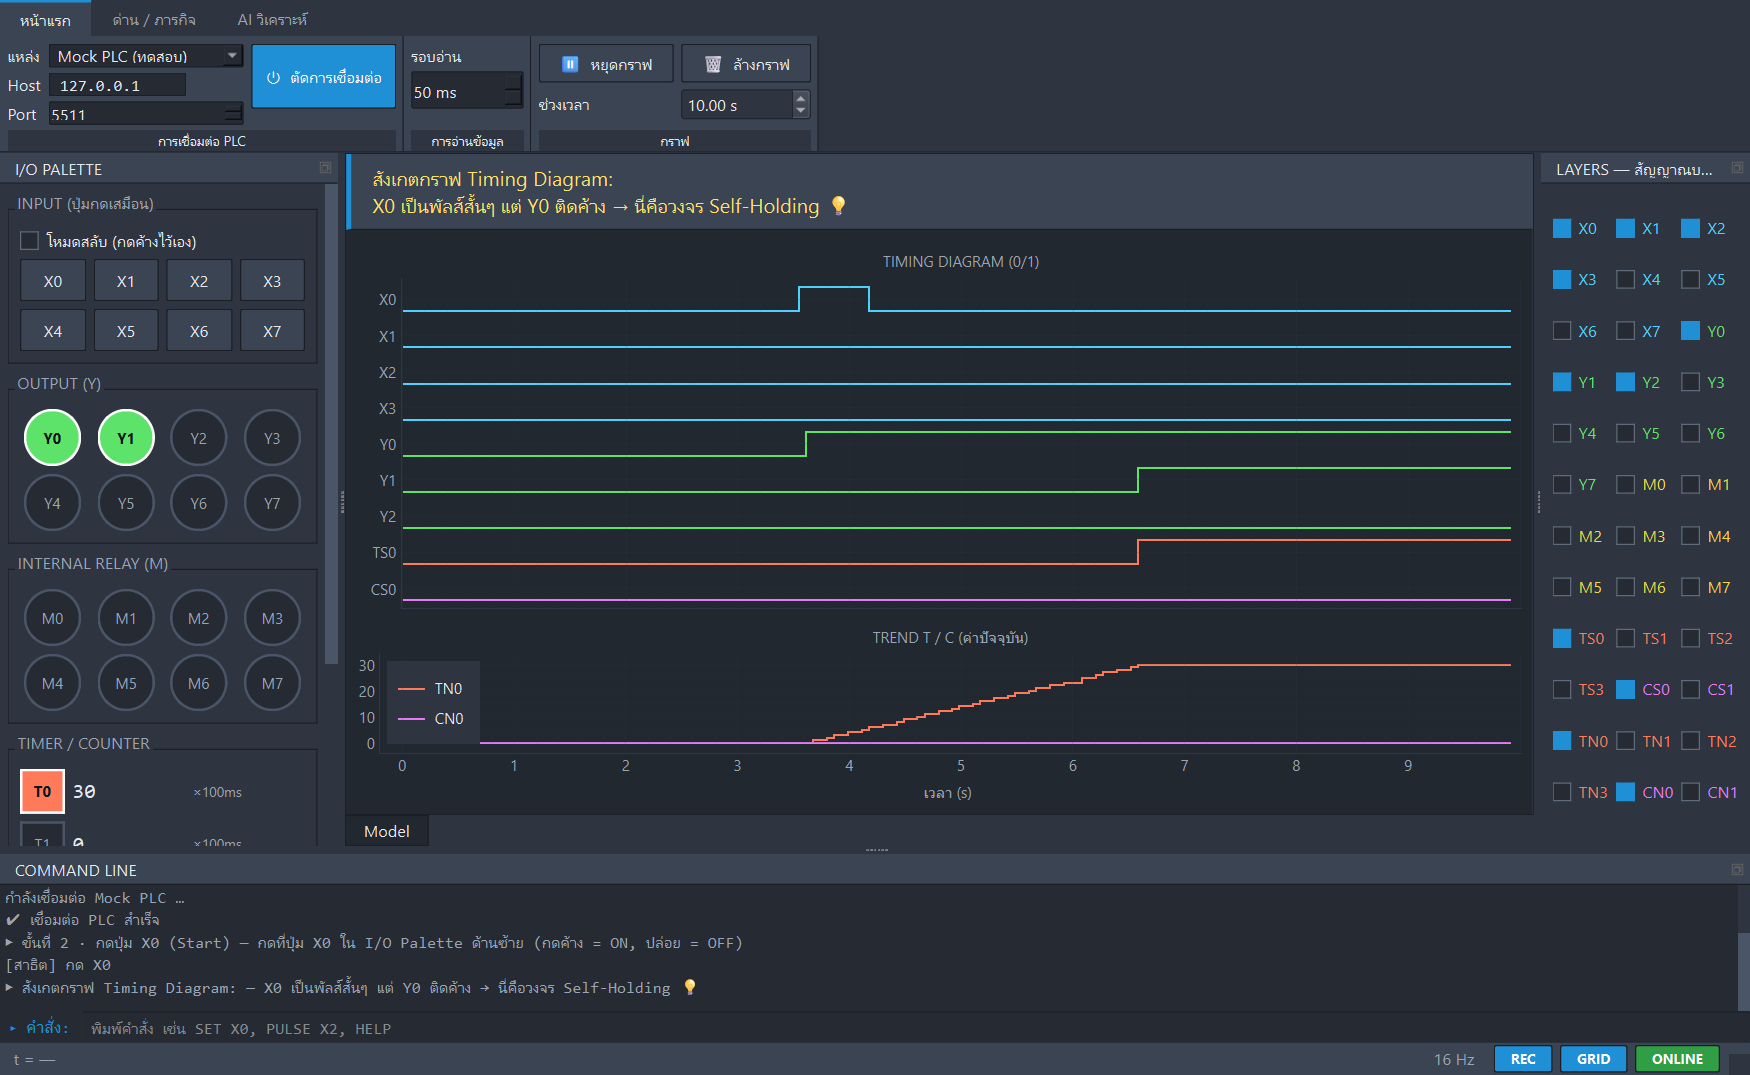 หน้าแรก
ด่าน / ภารกิจ
AI วิเคราะห์
แหล่ง
Mock PLC (ทดสอบ)
Host
127.0.0.1
Port
5511
ตัดการเชื่อมต่อ
การเชื่อมต่อ PLC
รอบอ่าน
50 ms
การอ่านข้อมูล
หยุดกราฟ
ล้างกราฟ
ช่วงเวลา
10.00 s
กราฟ
I/O PALETTE
INPUT (ปุ่มกดเสมือน)
โหมดสลับ (กดค้างไว้เอง)
X0 X1 X2 X3
X4 X5 X6 X7
OUTPUT (Y)
Y0 Y1 Y2 Y3
Y4 Y5 Y6 Y7
INTERNAL RELAY (M)
M0 M1 M2 M3
M4 M5 M6 M7
TIMER / COUNTER
T0 30 ×100ms
T1 0 ×100ms
สังเกตกราฟ Timing Diagram:
X0 เป็นพัลส์สั้นๆ แต่ Y0 ติดค้าง → นี่คือวงจร Self-Holding 💡
TIMING DIAGRAM (0/1)
X0
X1
X2
X3
Y0
Y1
Y2
TS0
CS0
TREND T / C (ค่าปัจจุบัน)
30
20
10
0
TN0
CN0
0 1 2 3 4 5 6 7 8 9
เวลา (s)
Model
LAYERS — สัญญาณบ...
X0 X1 X2
X3 X4 X5
X6 X7 Y0
Y1 Y2 Y3
Y4 Y5 Y6
Y7 M0 M1
M2 M3 M4
M5 M6 M7
TS0 TS1 TS2
TS3 CS0 CS1
TN0 TN1 TN2
TN3 CN0 CN1
COMMAND LINE
กำลังเชื่อมต่อ Mock PLC …
✔ เชื่อมต่อ PLC สำเร็จ
▸ ขั้นที่ 2 · กดปุ่ม X0 (Start) — กดที่ปุ่ม X0 ใน I/O Palette ด้านซ้าย (กดค้าง = ON, ปล่อย = OFF)
[สาธิต] กด X0
▸ สังเกตกราฟ Timing Diagram: — X0 เป็นพัลส์สั้นๆ แต่ Y0 ติดค้าง → นี่คือวงจร Self-Holding 💡
▸ คำสั่ง: พิมพ์คำสั่ง เช่น SET X0, PULSE X2, HELP
t = —
16 Hz
REC
GRID
ONLINE